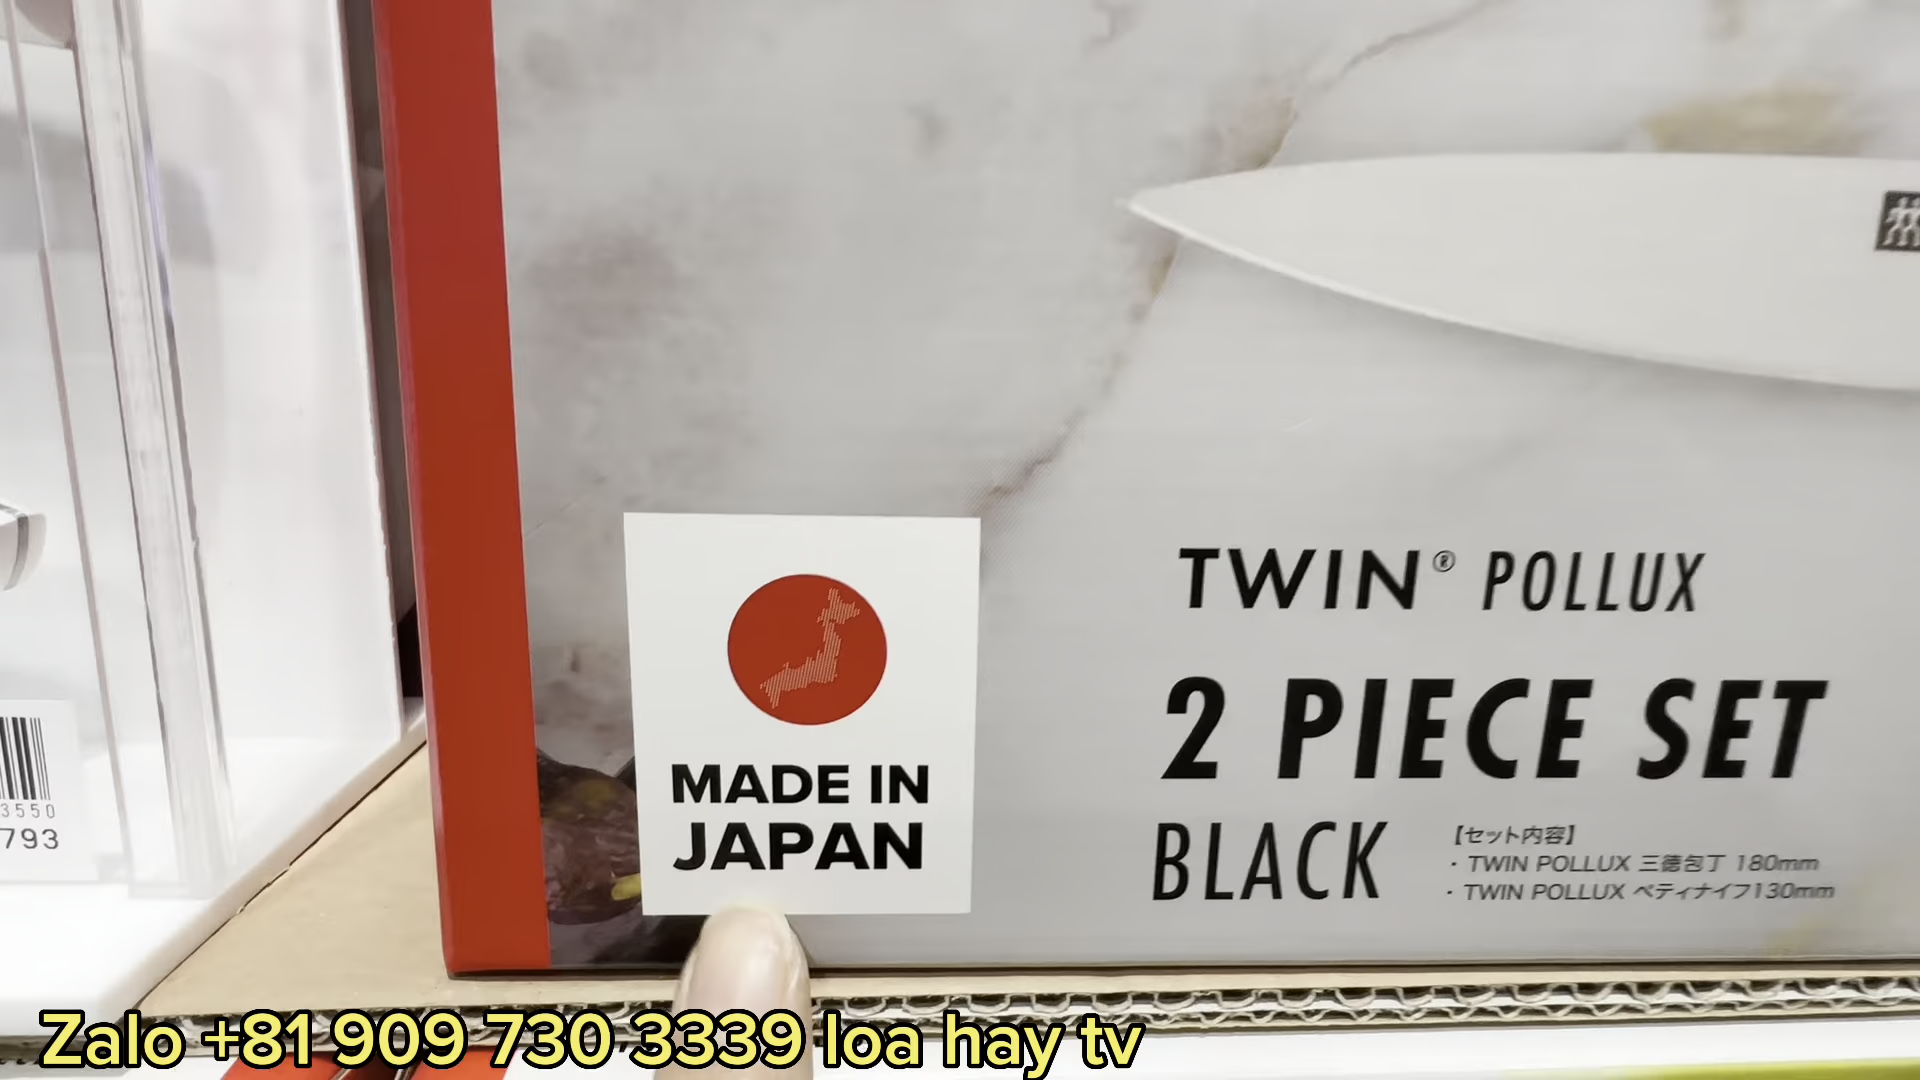 TWIN® POLLUX
2 PIECE SET
BLACK
【セット内容】
・TWIN POLLUX 三徳包丁 180mm
・TWIN POLLUX ペティナイフ130mm
MADE IN
JAPAN
3550
793
Zalo +81 909 730 3339 loa hay tv